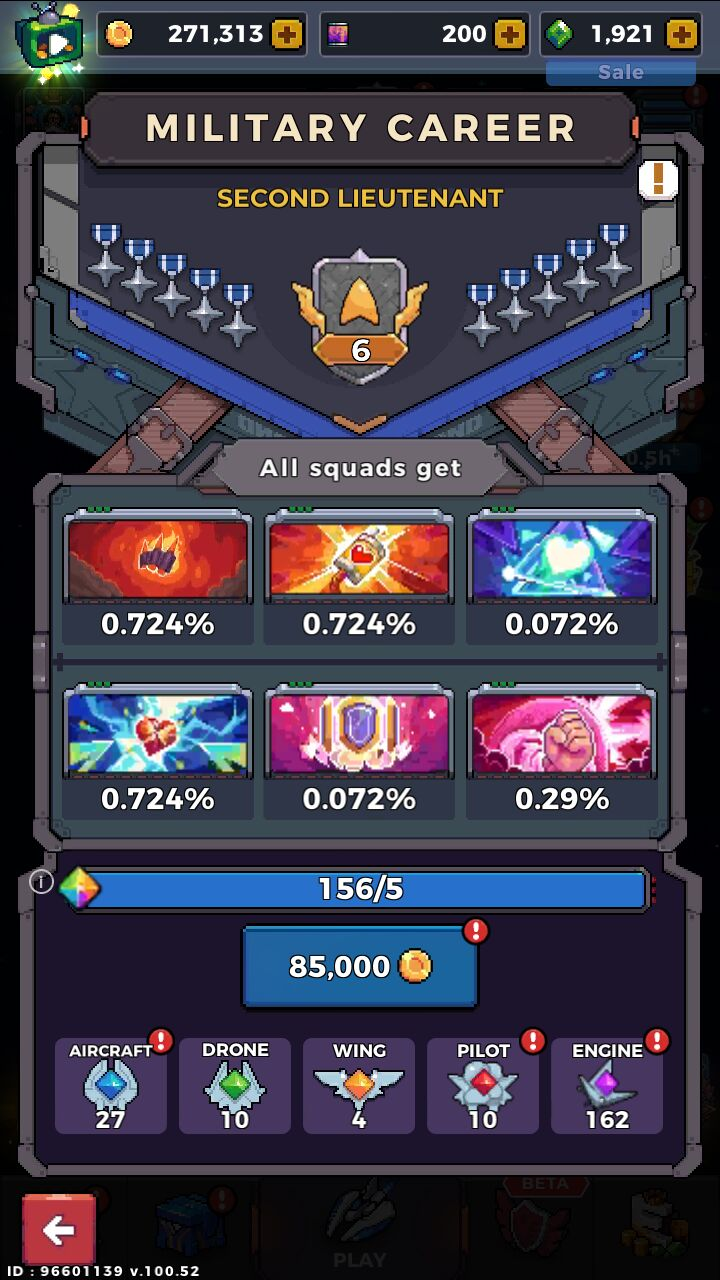 271,313
200
1,921
Sale
MILITARY CAREER
SECOND LIEUTENANT
6
0.5h+
All squads get
0.724%
0.724%
0.072%
0.724%
0.072%
0.29%
156/5
85,000
AIRCRAFT
DRONE
WING
PILOT
ENGINE
27
10
4
10
162
BETA
PLAY
ID : 96601139 v.100.52